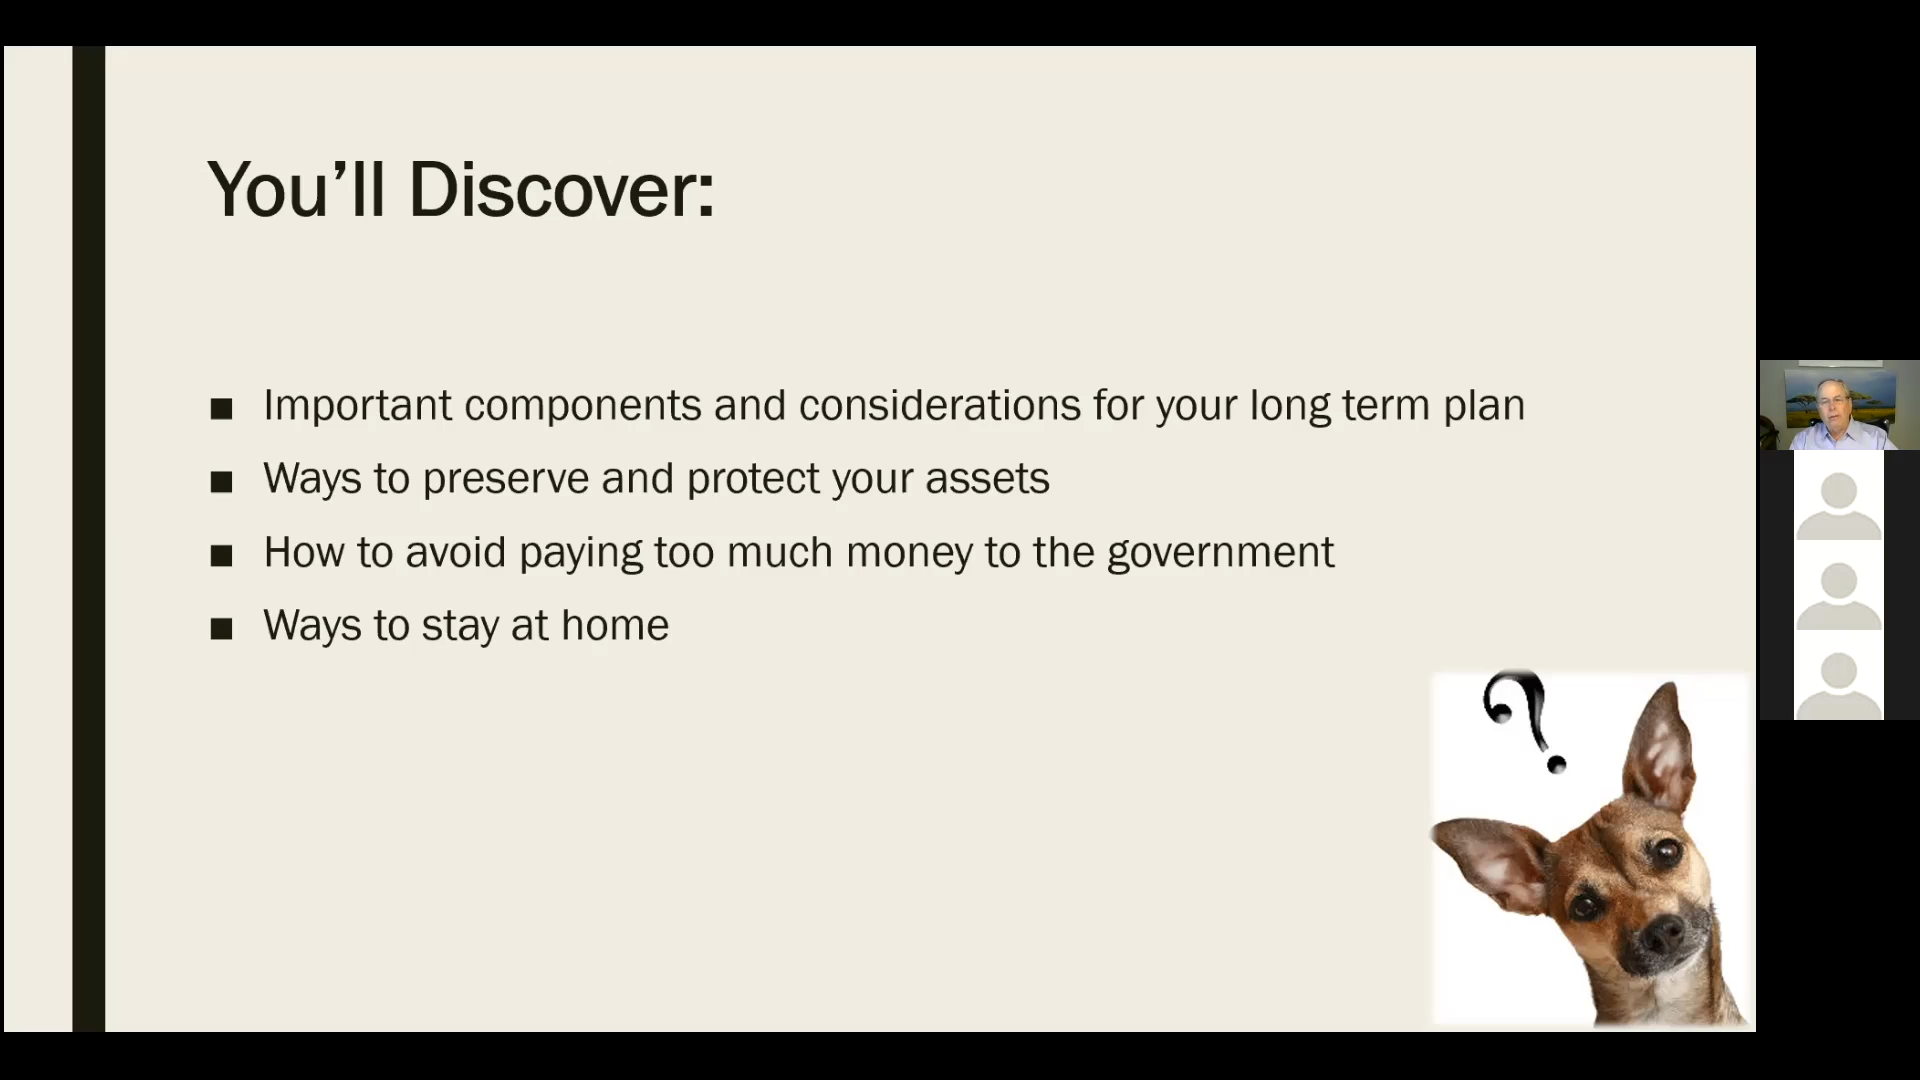 You’ll Discover:
■ Important components and considerations for your long term plan
■ Ways to preserve and protect your assets
■ How to avoid paying too much money to the government
■ Ways to stay at home
?